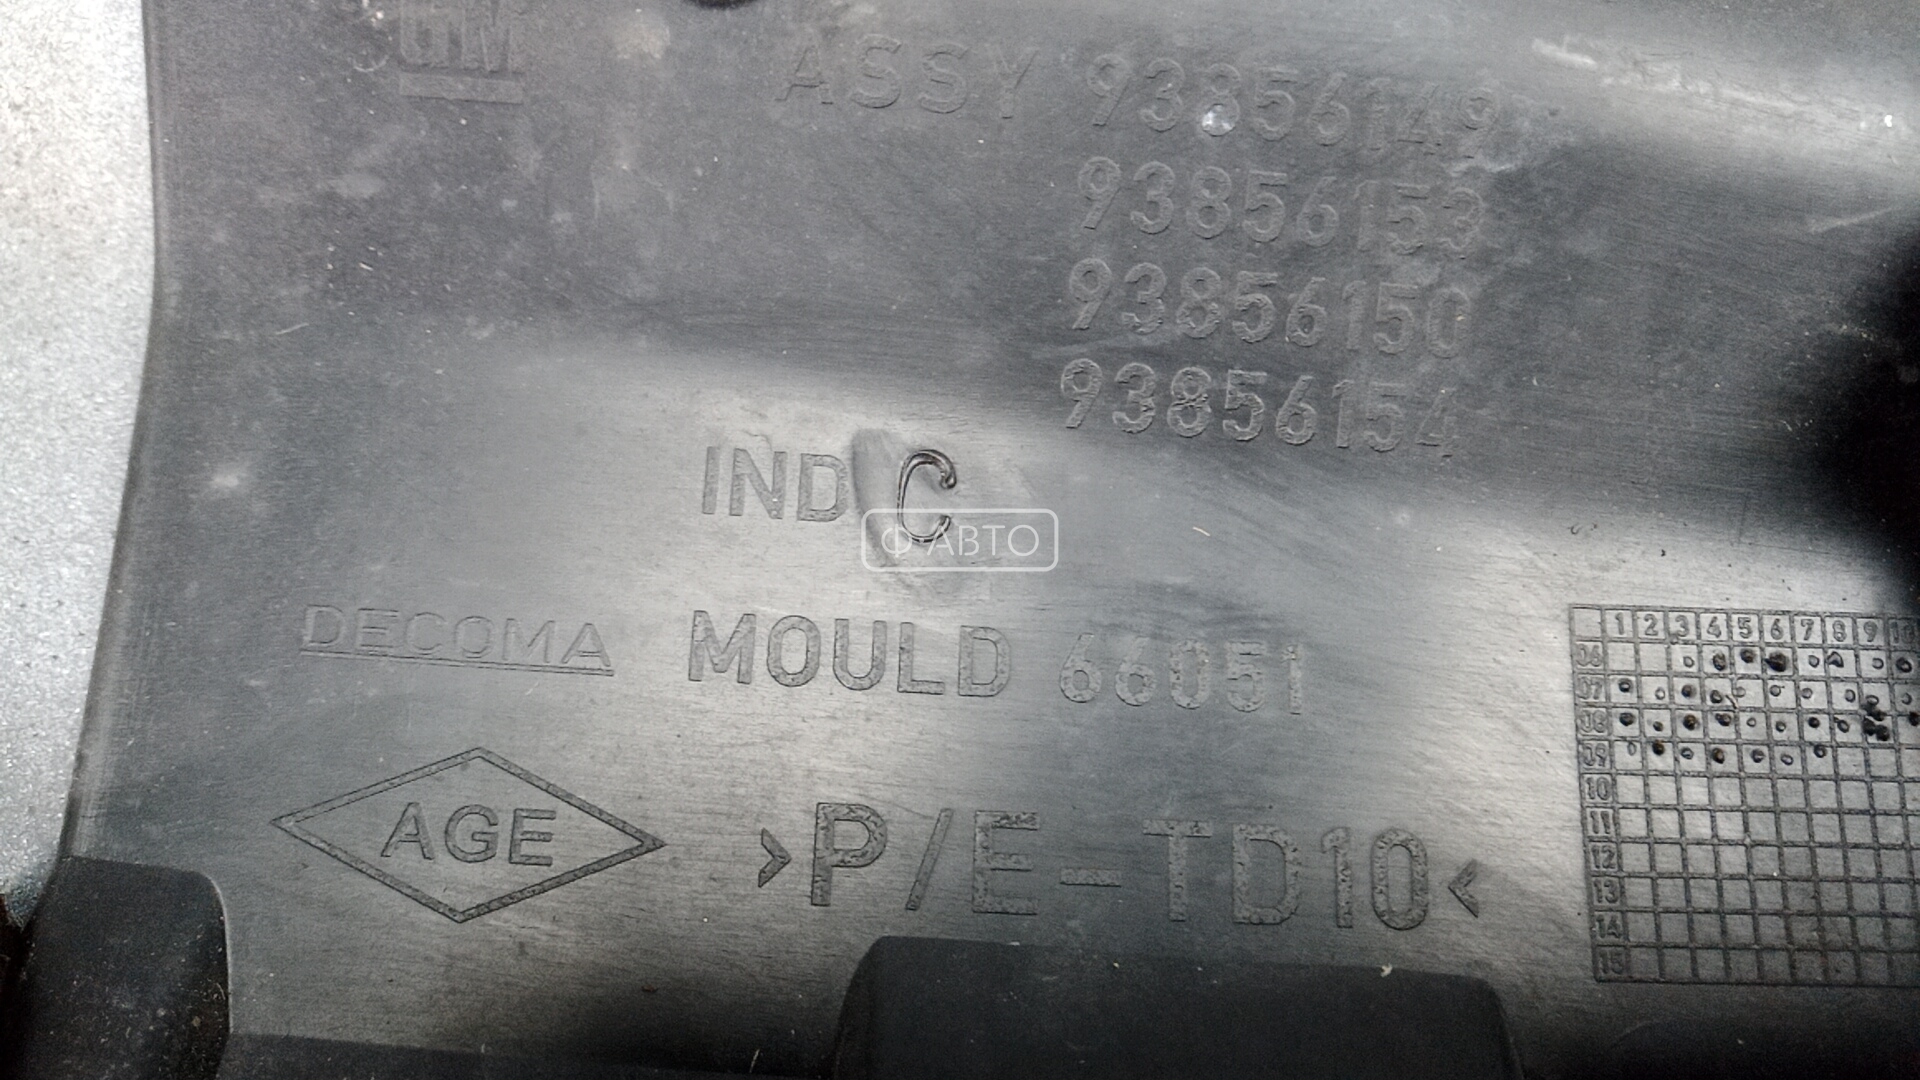 GM
ASSY 93856149
93856153
93856150
93856154
IND C
Ф АВТО
DECOMA MOULD 66051
AGE >P/E-TD10<
1 2 3 4 5 6 7 8 9 10
06
07
08
09
10
11
12
13
14
15